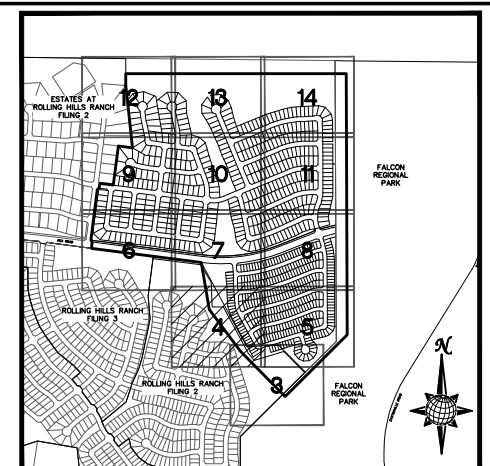 ESTATES AT
ROLLING HILLS RANCH
FILING 2
12
13
14
9
10
11
FALCON
REGIONAL
PARK
6
7
8
ROLLING HILLS RANCH
FILING 3
4
5
ROLLING HILLS RANCH
FILING 2
3
FALCON
REGIONAL
PARK
N